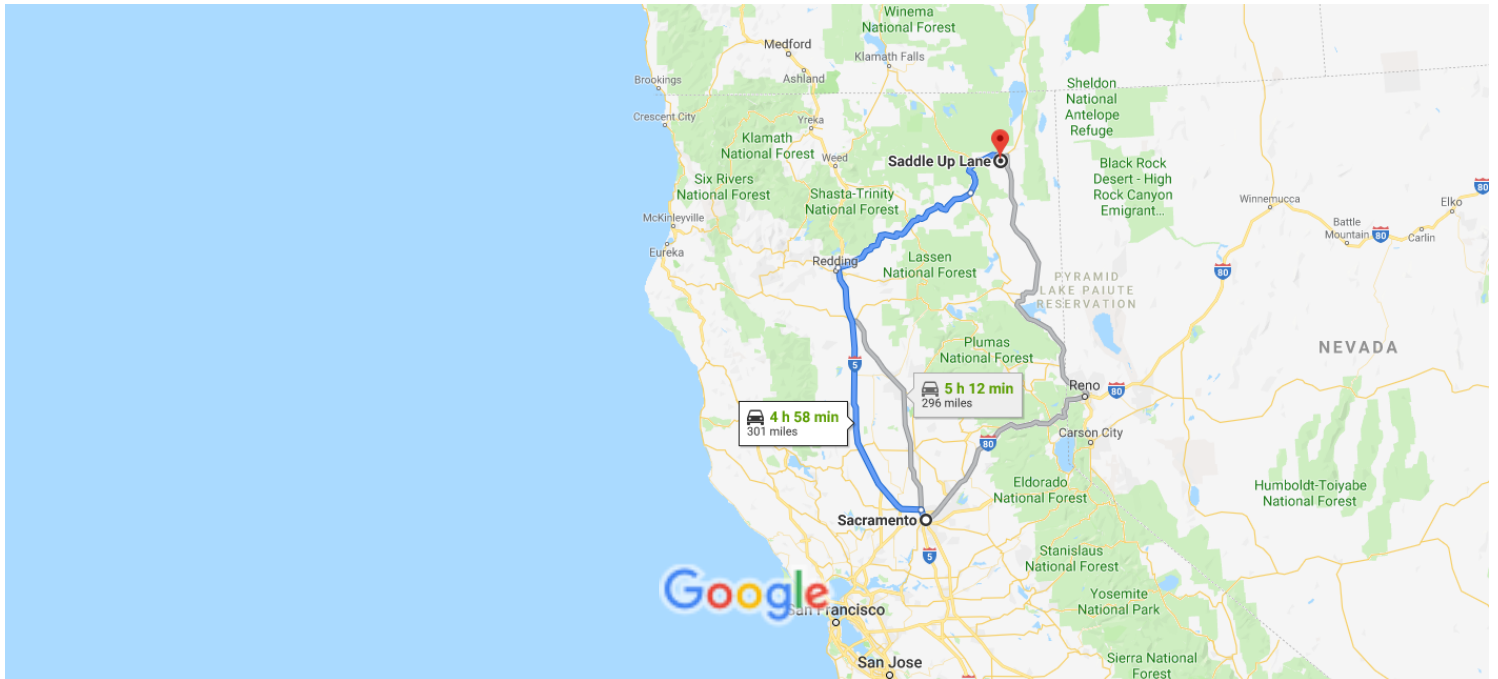 Winema
National Forest
Medford
Klamath Falls
Ashland
Brookings
Sheldon
National
Antelope
Refuge
Crescent City
Yreka
Klamath
National Forest
Weed
Saddle Up Lane
Black Rock
Desert - High
Rock Canyon
Emigrant...
Six Rivers
National Forest
Shasta-Trinity
National Forest
80
Winnemucca
Elko
McKinleyville
Battle
Mountain
80
Carlin
Eureka
Redding
Lassen
National Forest
80
PYRAMID
LAKE PAIUTE
RESERVATION
Plumas
National Forest
NEVADA
5
5 h 12 min
296 miles
Reno
80
4 h 58 min
301 miles
80
Carson City
Eldorado
National Forest
Humboldt-Toiyabe
National Forest
Sacramento
5
Stanislaus
National Forest
Google
San Francisco
Yosemite
National Park
San Jose
Sierra National
Forest